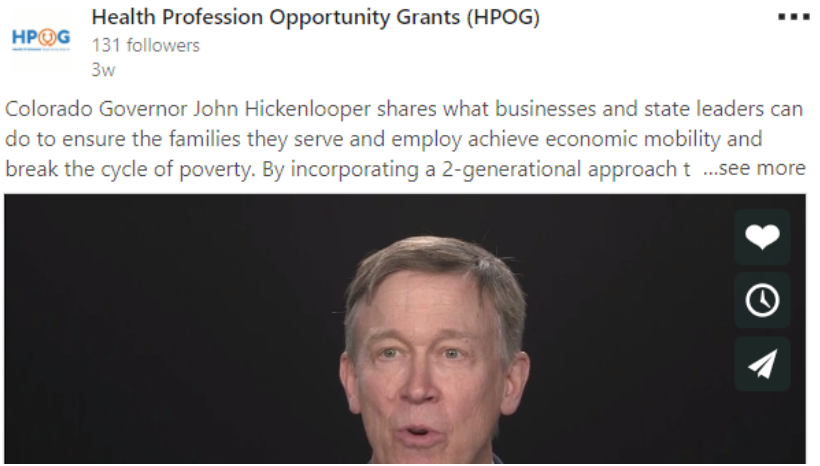 HPOG
Health Profession Opportunity Grants (HPOG)
131 followers
3w
Colorado Governor John Hickenlooper shares what businesses and state leaders can
do to ensure the families they serve and employ achieve economic mobility and
break the cycle of poverty. By incorporating a 2-generational approach t ...see more